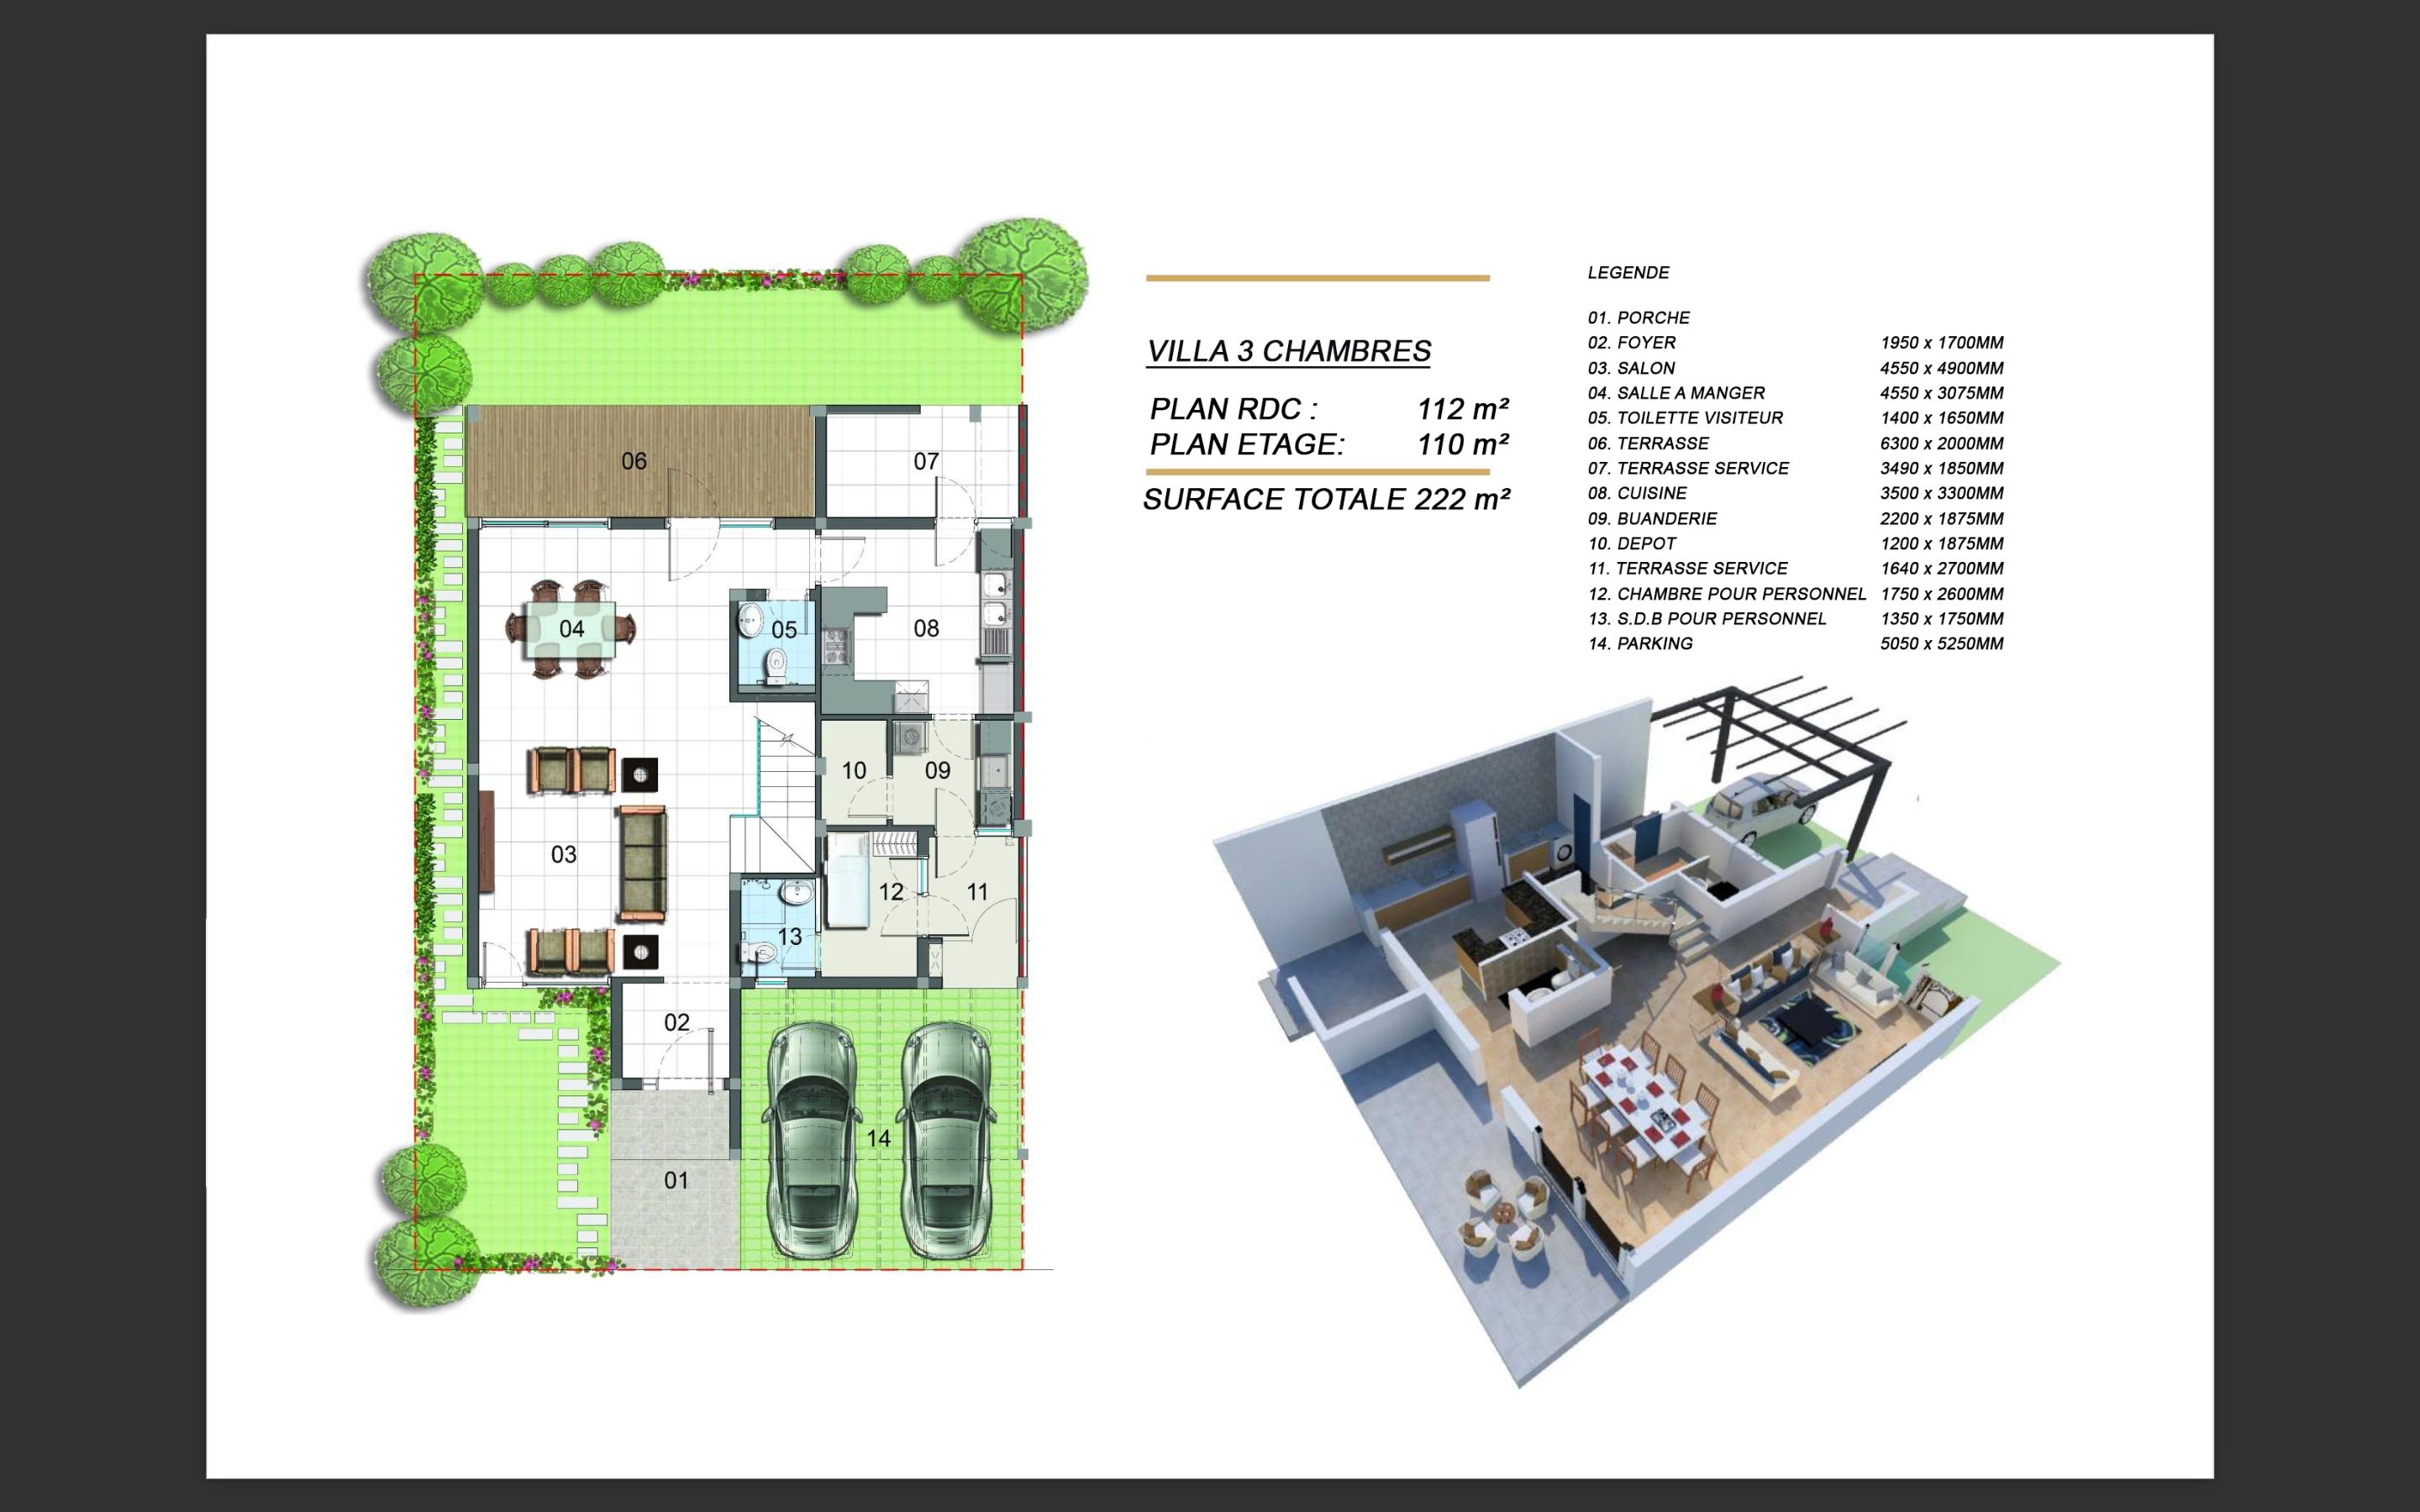 VILLA 3 CHAMBRES
PLAN RDC : 112 m²
PLAN ETAGE: 110 m²
SURFACE TOTALE 222 m²
LEGENDE
01. PORCHE
02. FOYER 1950 x 1700MM
03. SALON 4550 x 4900MM
04. SALLE A MANGER 4550 x 3075MM
05. TOILETTE VISITEUR 1400 x 1650MM
06. TERRASSE 6300 x 2000MM
07. TERRASSE SERVICE 3490 x 1850MM
08. CUISINE 3500 x 3300MM
09. BUANDERIE 2200 x 1875MM
10. DEPOT 1200 x 1875MM
11. TERRASSE SERVICE 1640 x 2700MM
12. CHAMBRE POUR PERSONNEL 1750 x 2600MM
13. S.D.B POUR PERSONNEL 1350 x 1750MM
14. PARKING 5050 x 5250MM
06
07
04
05
08
10
09
03
12
11
13
02
14
01